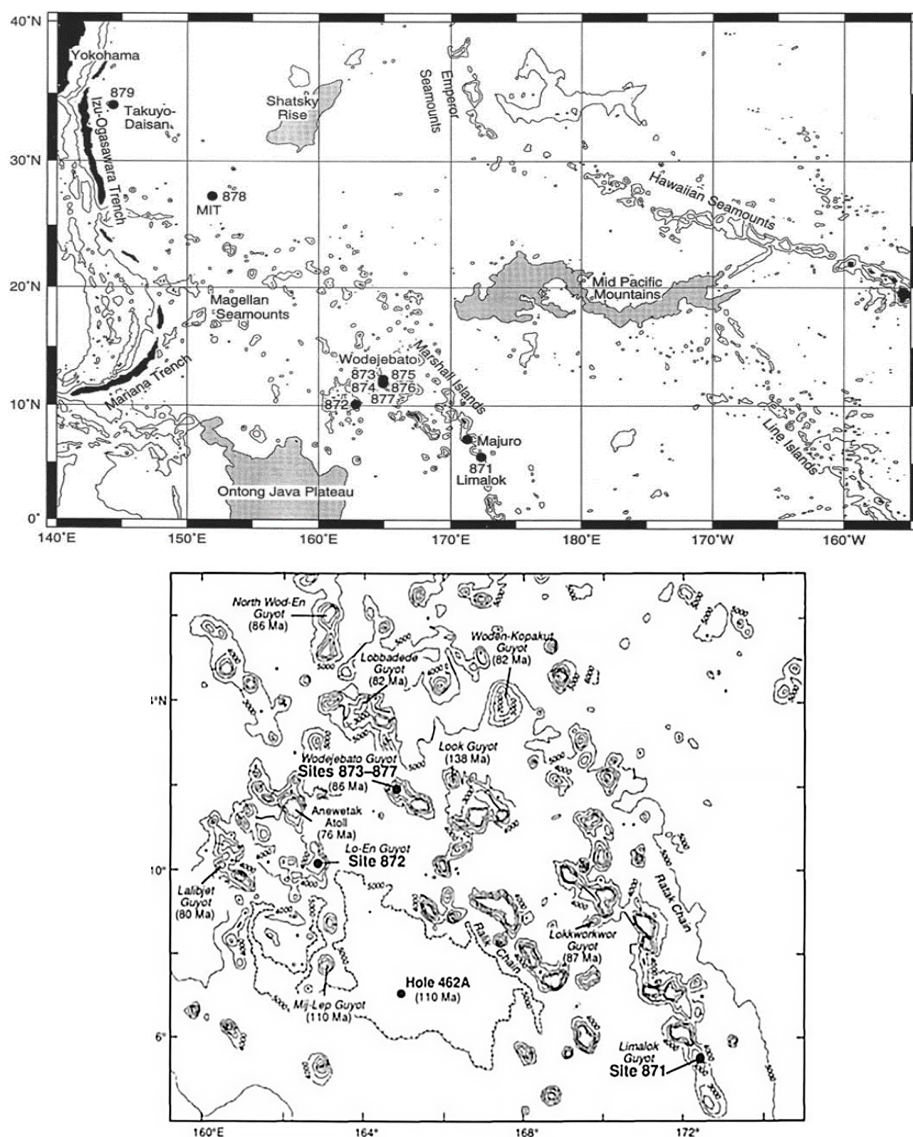 40°N
Yokohama
879
Takuyo-
Daisan
Izu-Ogasawara Trench
Shatsky
Rise
Emperor
Seamounts
30°N
878
MIT
Hawaiian Seamounts
20°N
Magellan
Seamounts
Mid Pacific
Mountains
Mariana Trench
Wodejebato
873
875
874
876
877
872
Marshall Islands
10°N
Majuro
871
Limalok
Line Islands
Ontong Java Plateau
0°
140°E
150°E
160°E
170°E
180°W
170°W
160°W
North Wod-En
Guyot
(86 Ma)
Lobbadede
Guyot
(82 Ma)
Woden-Kopakut
Guyot
(82 Ma)
Wodejebato Guyot
Sites 873–877
(86 Ma)
Look Guyot
(138 Ma)
Anewetak
Atoll
(76 Ma)
Lo-En Guyot
Site 872
10°
Lalibjet
Guyot
(80 Ma)
Ratak Chain
Lokkworkwor
Guyot
(87 Ma)
Ralik Chain
Hole 462A
(110 Ma)
Mij-Lep Guyot
(110 Ma)
6°
Limalok
Guyot
Site 871
160°E
164°
168°
172°